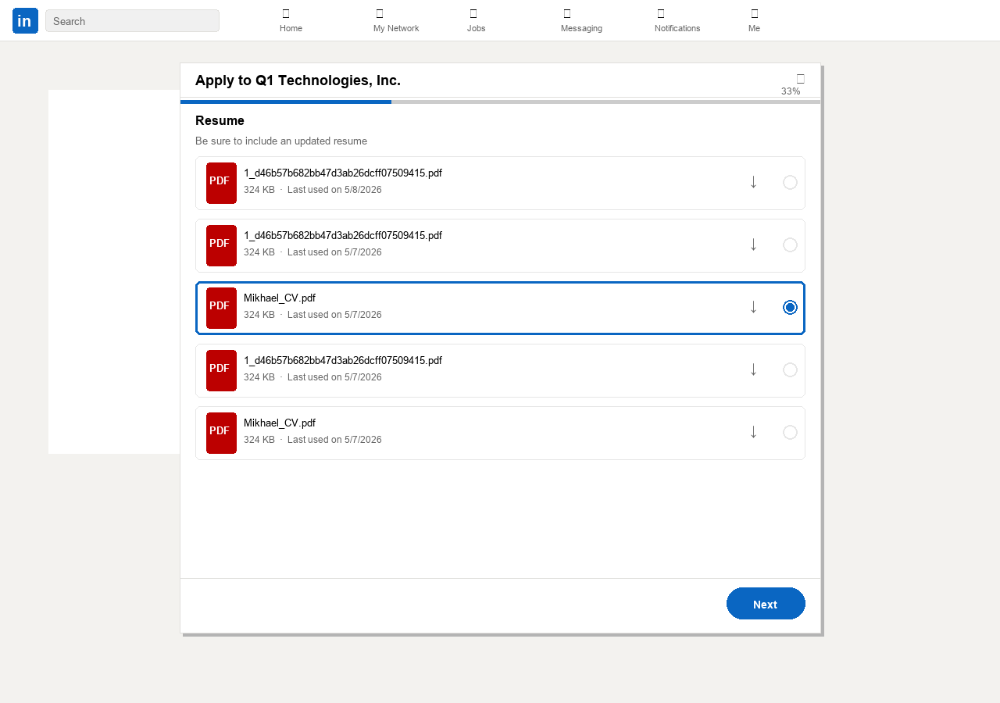 in
Search
Home
My Network
Jobs
Messaging
Notifications
Me
Apply to Q1 Technologies, Inc.
33%
Resume
Be sure to include an updated resume
PDF
1_d46b57b682bb47d3ab26dcff07509415.pdf
324 KB · Last used on 5/8/2026
↓
PDF
1_d46b57b682bb47d3ab26dcff07509415.pdf
324 KB · Last used on 5/7/2026
↓
PDF
Mikhael_CV.pdf
324 KB · Last used on 5/7/2026
↓
PDF
1_d46b57b682bb47d3ab26dcff07509415.pdf
324 KB · Last used on 5/7/2026
↓
PDF
Mikhael_CV.pdf
324 KB · Last used on 5/7/2026
↓
Next